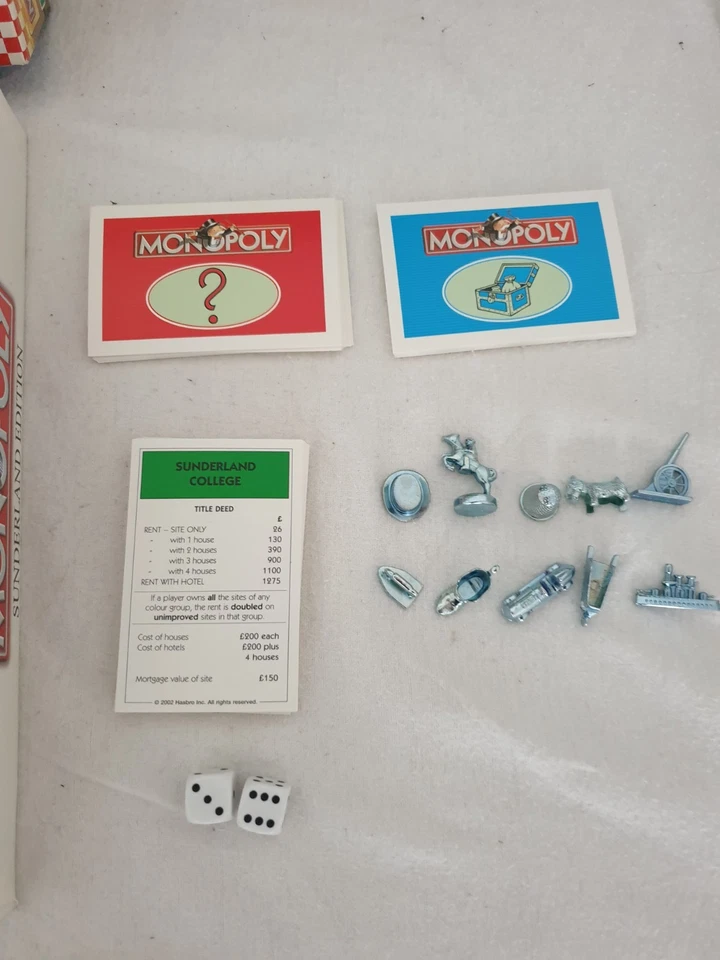 MONOPOLY
?
MONOPOLY
MONOPOLY
SUNDERLAND EDITION
SUNDERLAND
COLLEGE
TITLE DEED
£
RENT – SITE ONLY 26
- with 1 house 130
- with 2 houses 390
- with 3 houses 900
- with 4 houses 1100
RENT WITH HOTEL 1275
If a player owns all the sites of any
colour group, the rent is doubled on
unimproved sites in that group.
Cost of houses £200 each
Cost of hotels £200 plus
4 houses
Mortgage value of site £150
© 2002 Hasbro Inc. All rights reserved.